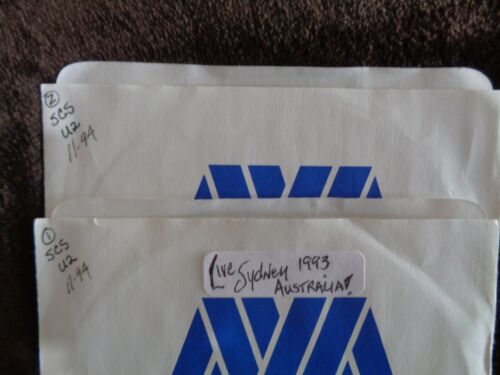 ②
SCS
U2
11-94
①
SCS
U2
11-94
Live Sydney 1993
AUSTRALIA!